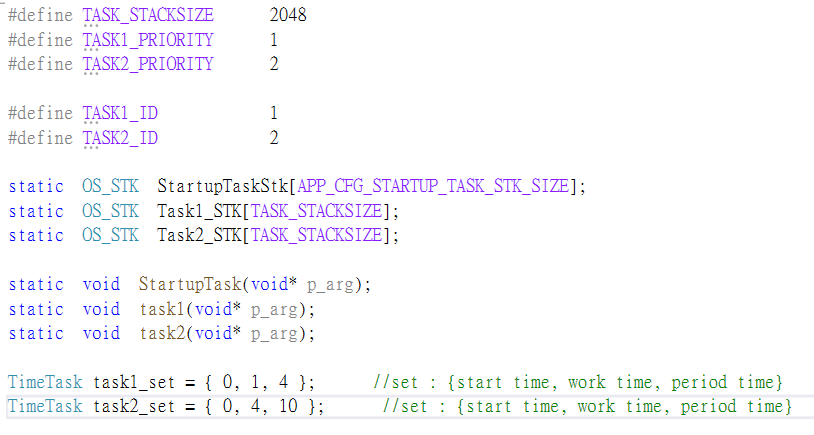 #define TASK_STACKSIZE 2048
#define TASK1_PRIORITY 1
#define TASK2_PRIORITY 2
#define TASK1_ID 1
#define TASK2_ID 2
static OS_STK StartupTaskStk[APP_CFG_STARTUP_TASK_STK_SIZE];
static OS_STK Task1_STK[TASK_STACKSIZE];
static OS_STK Task2_STK[TASK_STACKSIZE];
static void StartupTask(void* p_arg);
static void task1(void* p_arg);
static void task2(void* p_arg);
TimeTask task1_set = { 0, 1, 4 }; //set : {start time, work time, period time}
TimeTask task2_set = { 0, 4, 10 }; //set : {start time, work time, period time}